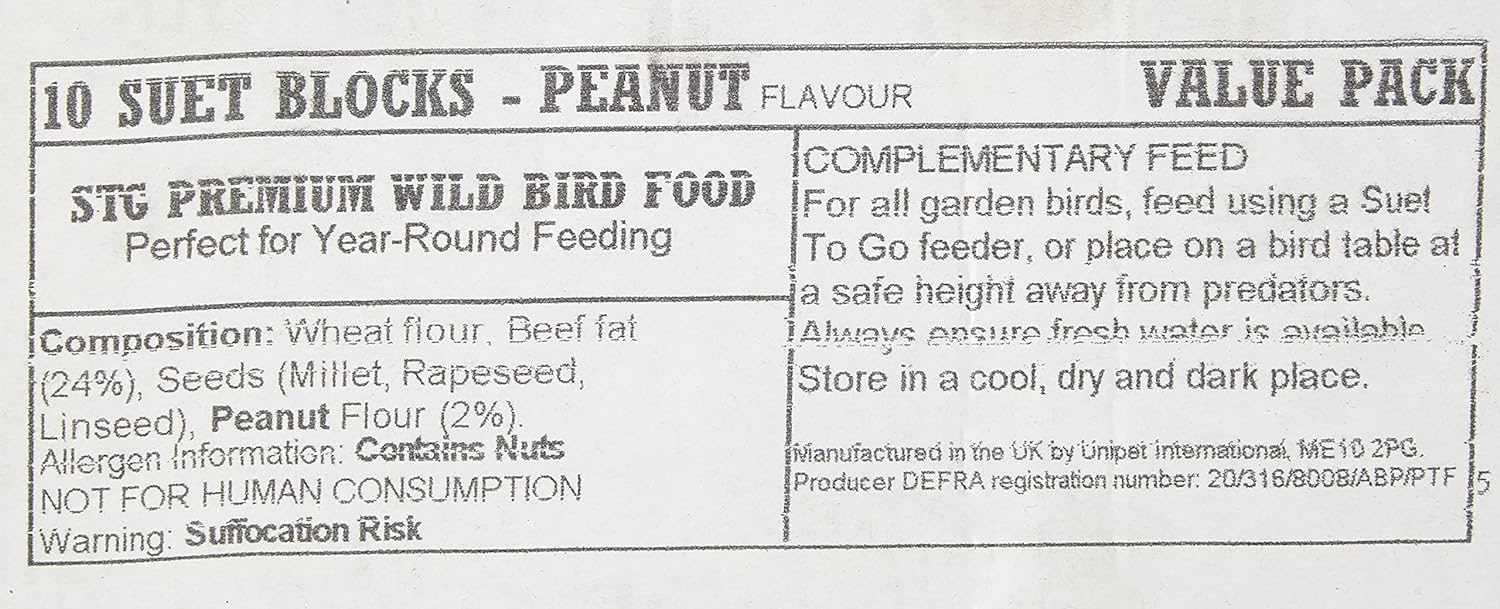 10 SUET BLOCKS - PEANUT FLAVOUR VALUE PACK
STG PREMIUM WILD BIRD FOOD
Perfect for Year-Round Feeding
Composition: Wheat flour, Beef fat
(24%), Seeds (Millet, Rapeseed,
Linseed), Peanut Flour (2%).
Allergen Information: Contains Nuts
NOT FOR HUMAN CONSUMPTION
Warning: Suffocation Risk
COMPLEMENTARY FEED
For all garden birds, feed using a Suet
To Go feeder, or place on a bird table at
a safe height away from predators.
Always ensure fresh water is available.
Store in a cool, dry and dark place.
Manufactured in the UK by Unipet International, ME10 2PG.
Producer DEFRA registration number: 20/316/8008/ABP/PTF
5